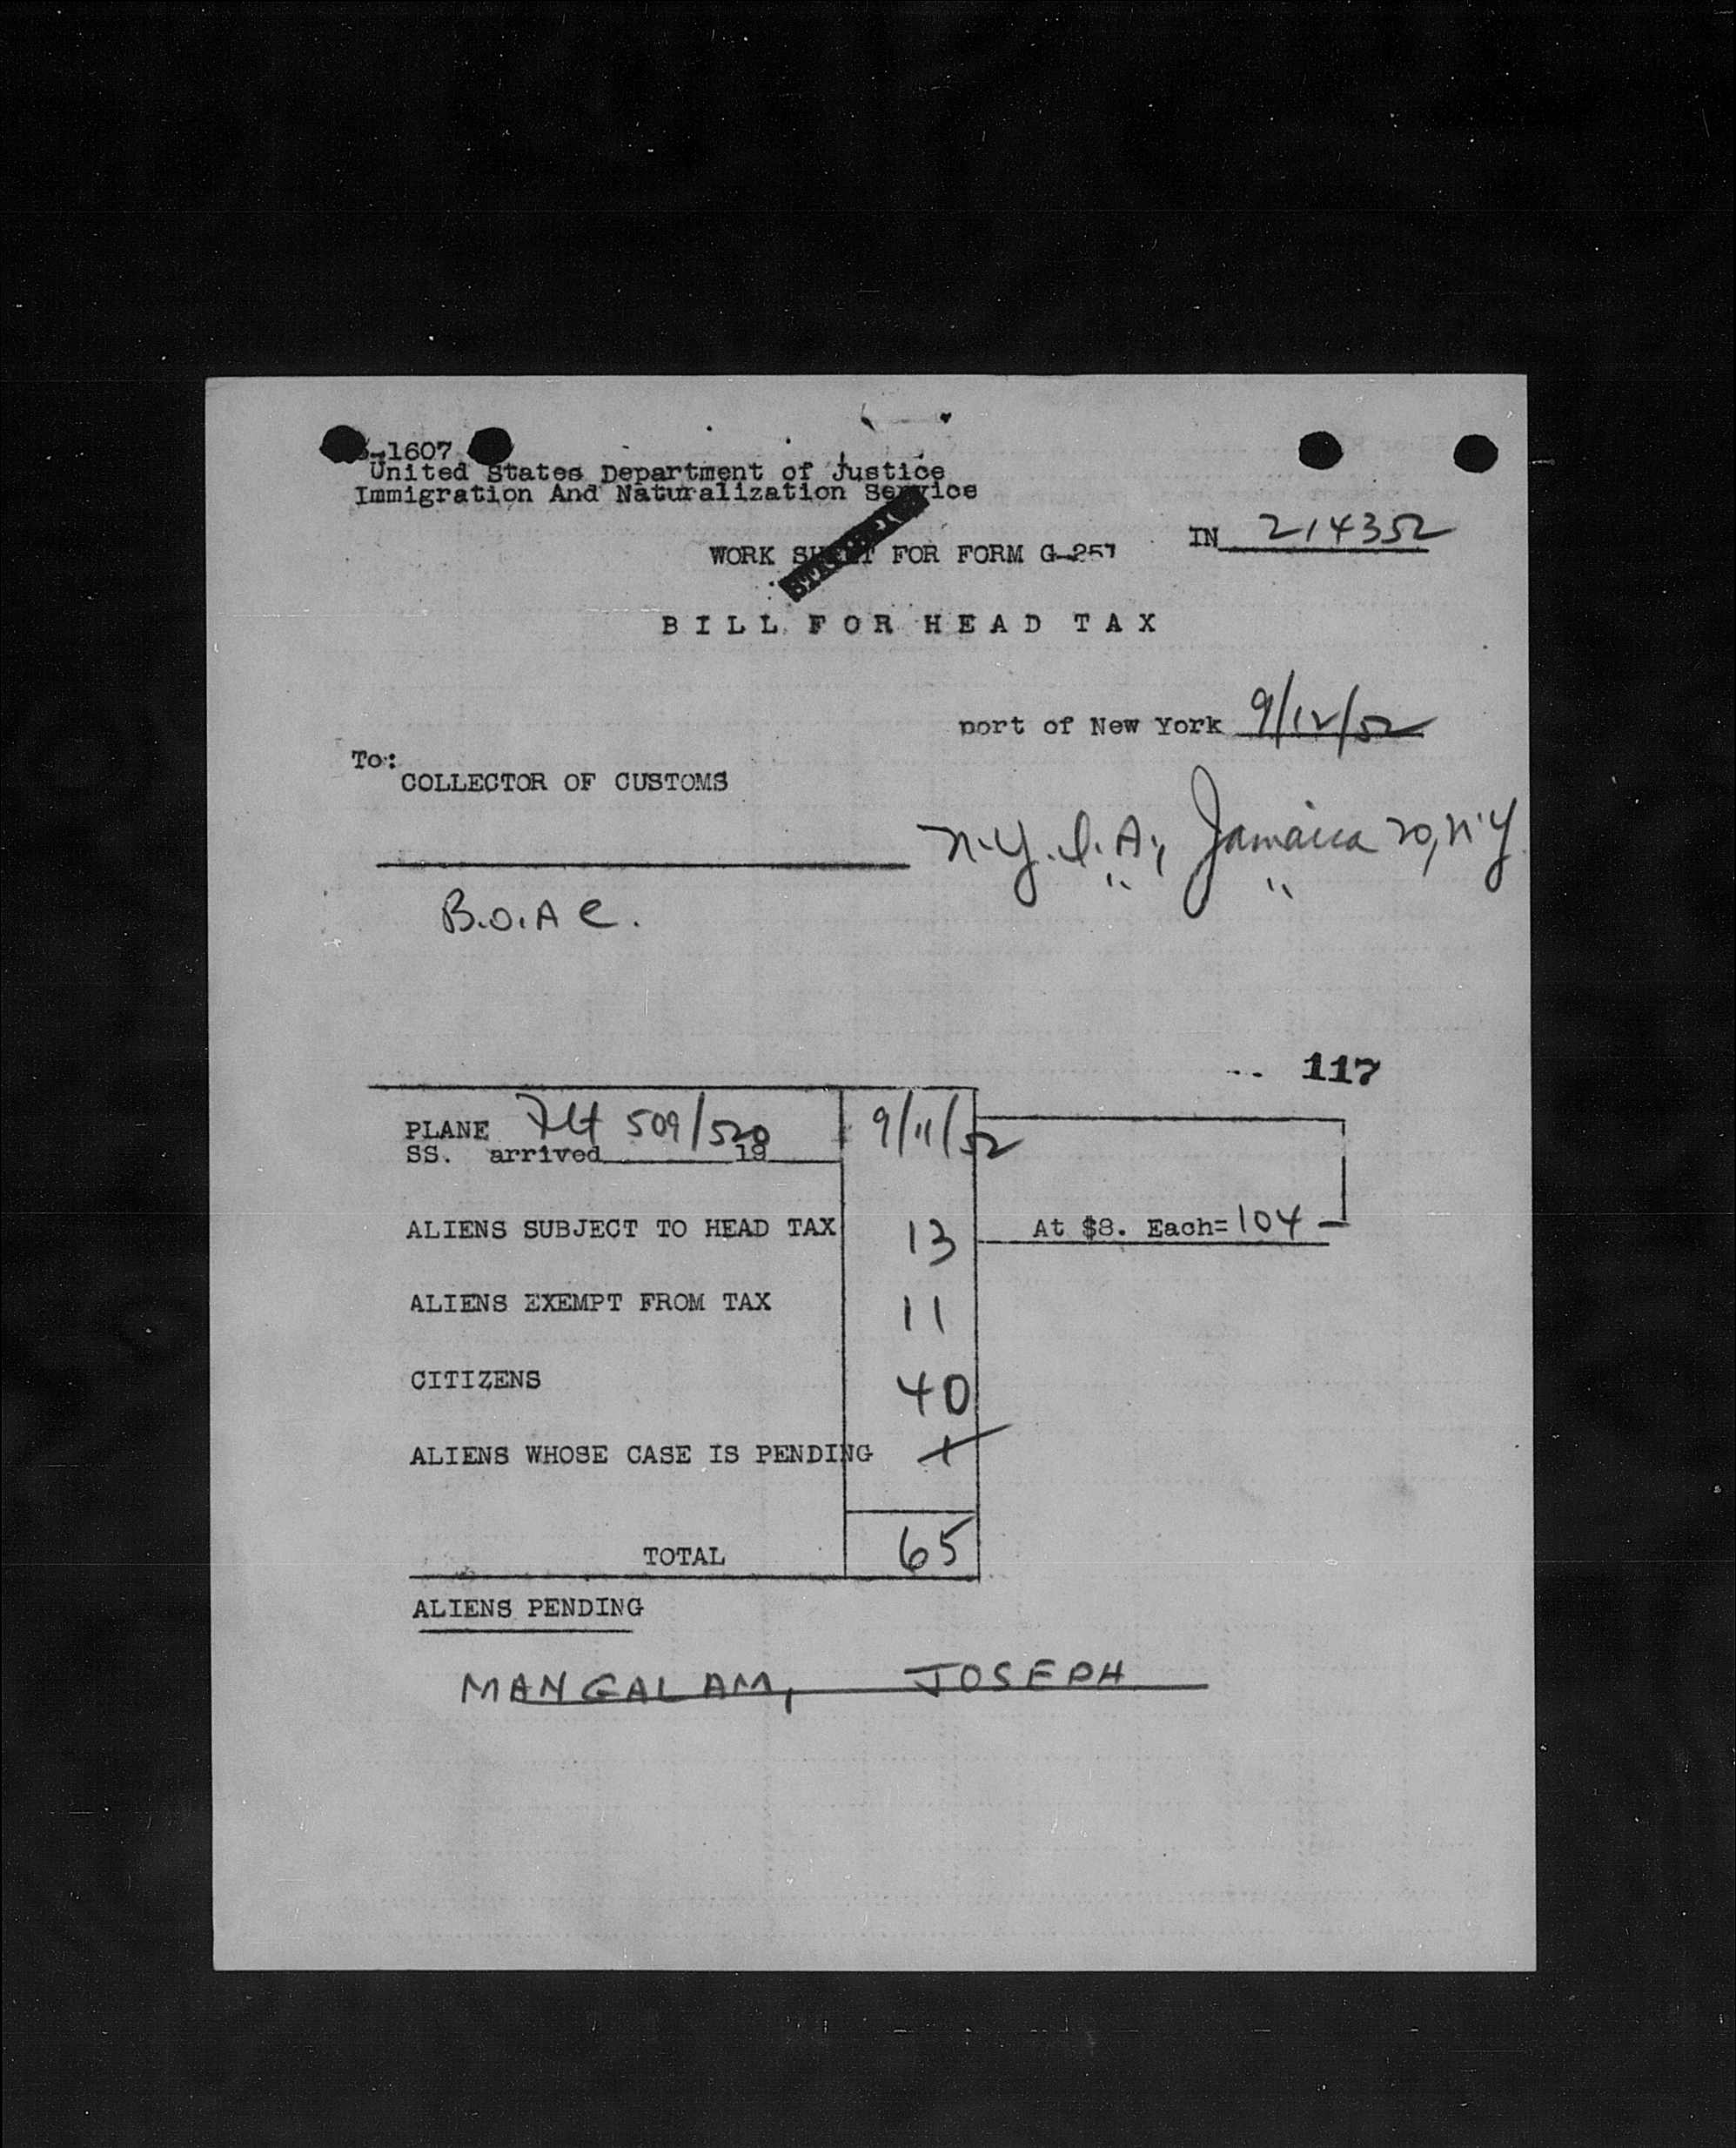 -1607
United States Department of Justice
Immigration And Naturalization Service
IN 214352
WORK SHEET FOR FORM G-257
BILL FOR HEAD TAX
port of New York 9/12/52
To:
COLLECTOR OF CUSTOMS
N.Y.I.A., Jamaica 20, N.Y
B.O.A C.
117
PLANE Flt 509/520 9/11/52
SS. arrived 19
ALIENS SUBJECT TO HEAD TAX 13 At $8. Each= 104
ALIENS EXEMPT FROM TAX 11
CITIZENS 40
ALIENS WHOSE CASE IS PENDING 1
TOTAL 65
ALIENS PENDING
MANGALAM, JOSEPH